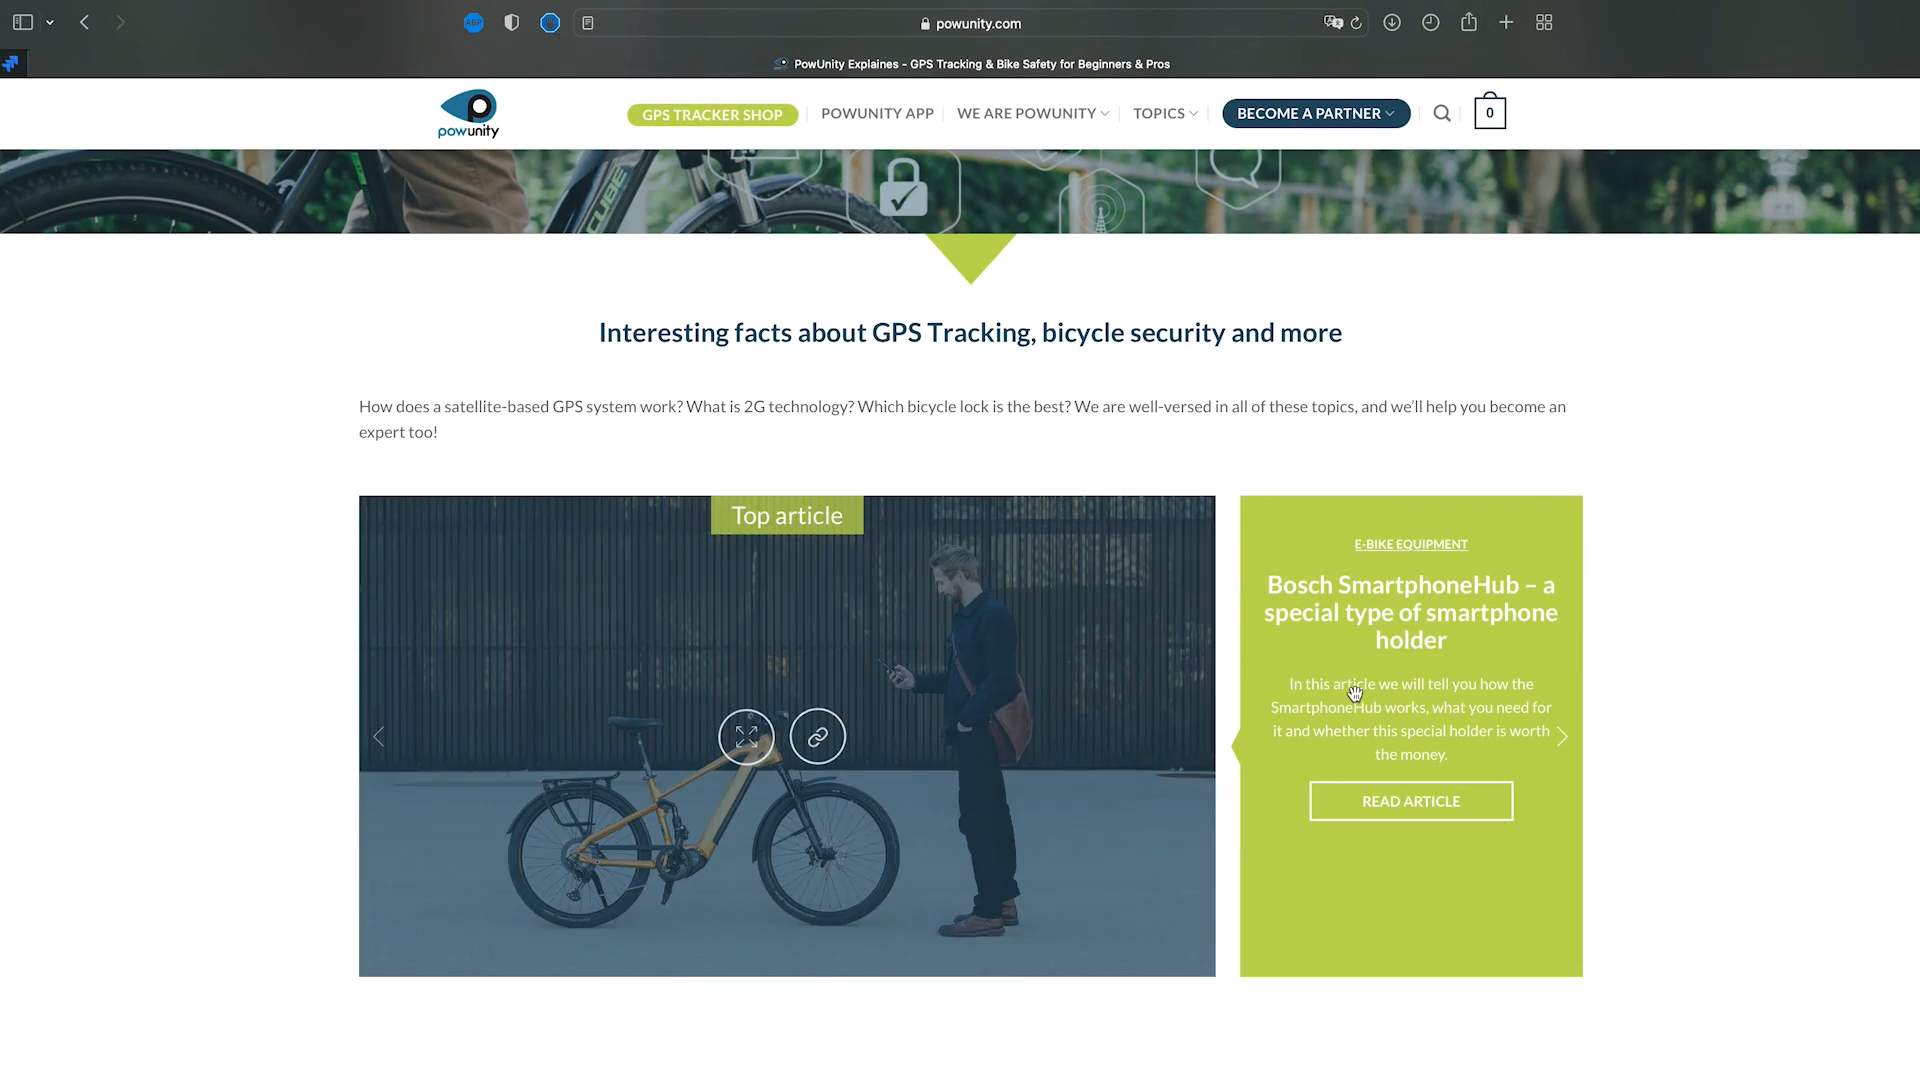 ABP
powunity.com
PowUnity Explaines - GPS Tracking & Bike Safety for Beginners & Pros
powunity
GPS TRACKER SHOP
POWUNITY APP
WE ARE POWUNITY
TOPICS
BECOME A PARTNER
0
CUBE
Interesting facts about GPS Tracking, bicycle security and more
How does a satellite-based GPS system work? What is 2G technology? Which bicycle lock is the best? We are well-versed in all of these topics, and we’ll help you become an
expert too!
Top article
E-BIKE EQUIPMENT
Bosch SmartphoneHub – a
special type of smartphone
holder
In this article we will tell you how the
SmartphoneHub works, what you need for
it and whether this special holder is worth
the money.
READ ARTICLE